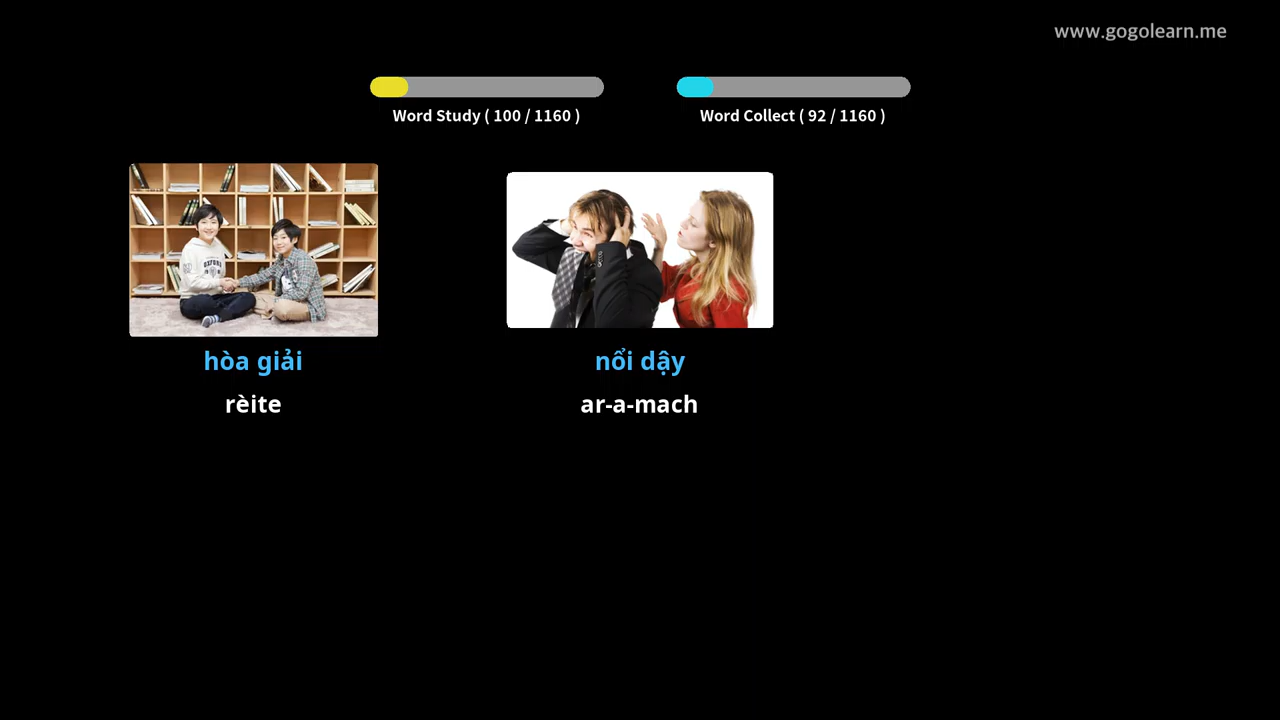 www.gogolearn.me
Word Study ( 100 / 1160 )
Word Collect ( 92 / 1160 )
hòa giải
rèite
nổi dậy
ar-a-mach